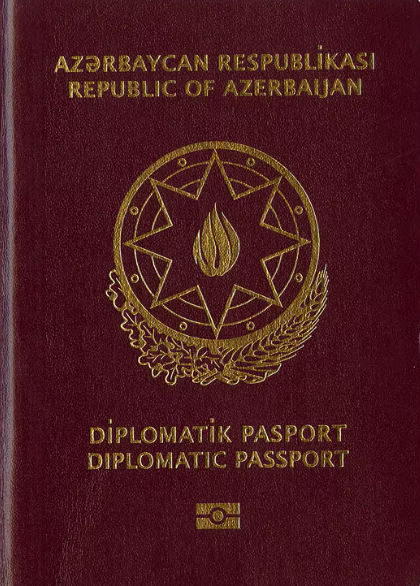 AZƏRBAYCAN RESPUBLİKASI
REPUBLIC OF AZERBAIJAN
DİPLOMATİK PASPORT
DIPLOMATIC PASSPORT